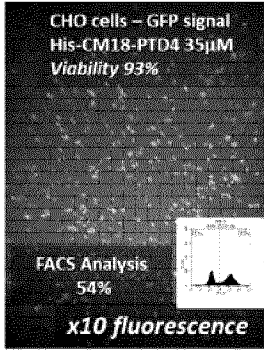 CHO cells – GFP signal
His-CM18-PTD4 35µM
Viability 93%
FACS Analysis
54%
x10 fluorescence